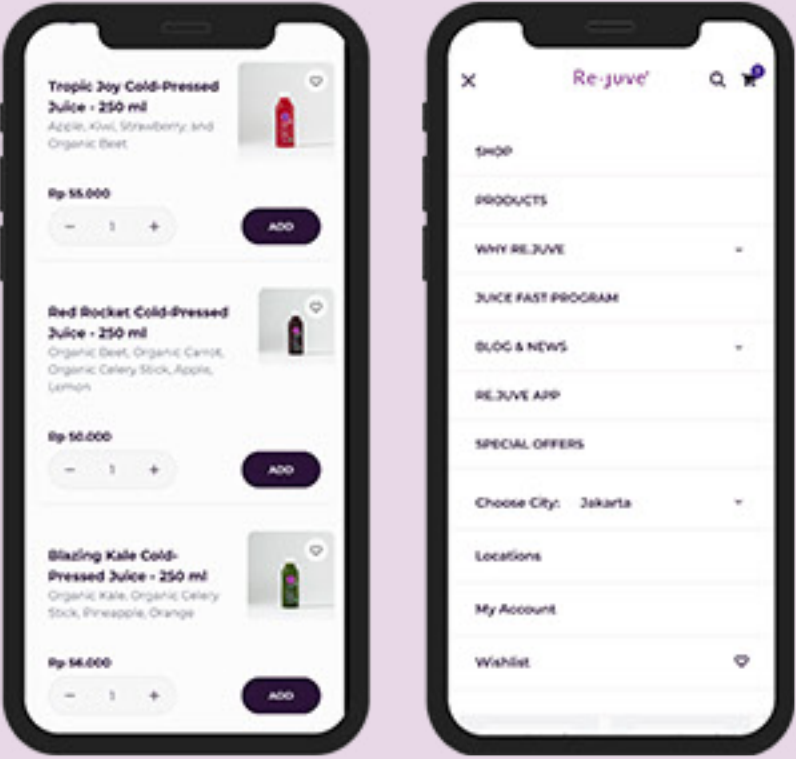 Tropic Joy Cold-Pressed
Juice - 250 ml
Apple, Kiwi, Strawberry, and
Organic Beet
Rp 55.000
- 1 +
ADD
Red Rocket Cold-Pressed
Juice - 250 ml
Organic Beet, Organic Carrot,
Organic Celery Stick, Apple,
Lemon
Rp 50.000
- 1 +
ADD
Blazing Kale Cold-
Pressed Juice - 250 ml
Organic Kale, Organic Celery
Stick, Pineapple, Orange
Rp 56.000
- 1 +
ADD
Re.juve
SHOP
PRODUCTS
WHY RE.JUVE
JUICE FAST PROGRAM
BLOG & NEWS
RE.JUVE APP
SPECIAL OFFERS
Choose City: Jakarta
Locations
My Account
Wishlist